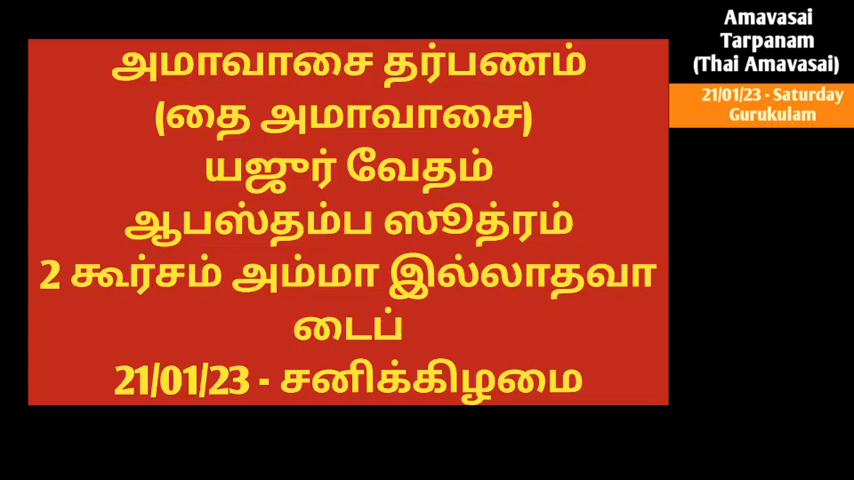 அமாவாசை தர்பணம்
(தை அமாவாசை)
யஜுர் வேதம்
ஆபஸ்தம்ப ஸூத்ரம்
2 கூர்சம் அம்மா இல்லாதவா
டைப்
21/01/23 - சனிக்கிழமை
Amavasai
Tarpanam
(Thai Amavasai)
21/01/23 - Saturday
Gurukulam